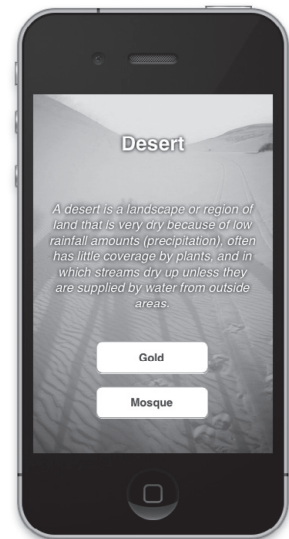 Desert
A desert is a landscape or region of
land that is very dry because of low
rainfall amounts (precipitation), often
has little coverage by plants, and in
which streams dry up unless they
are supplied by water from outside
areas.
Gold
Mosque